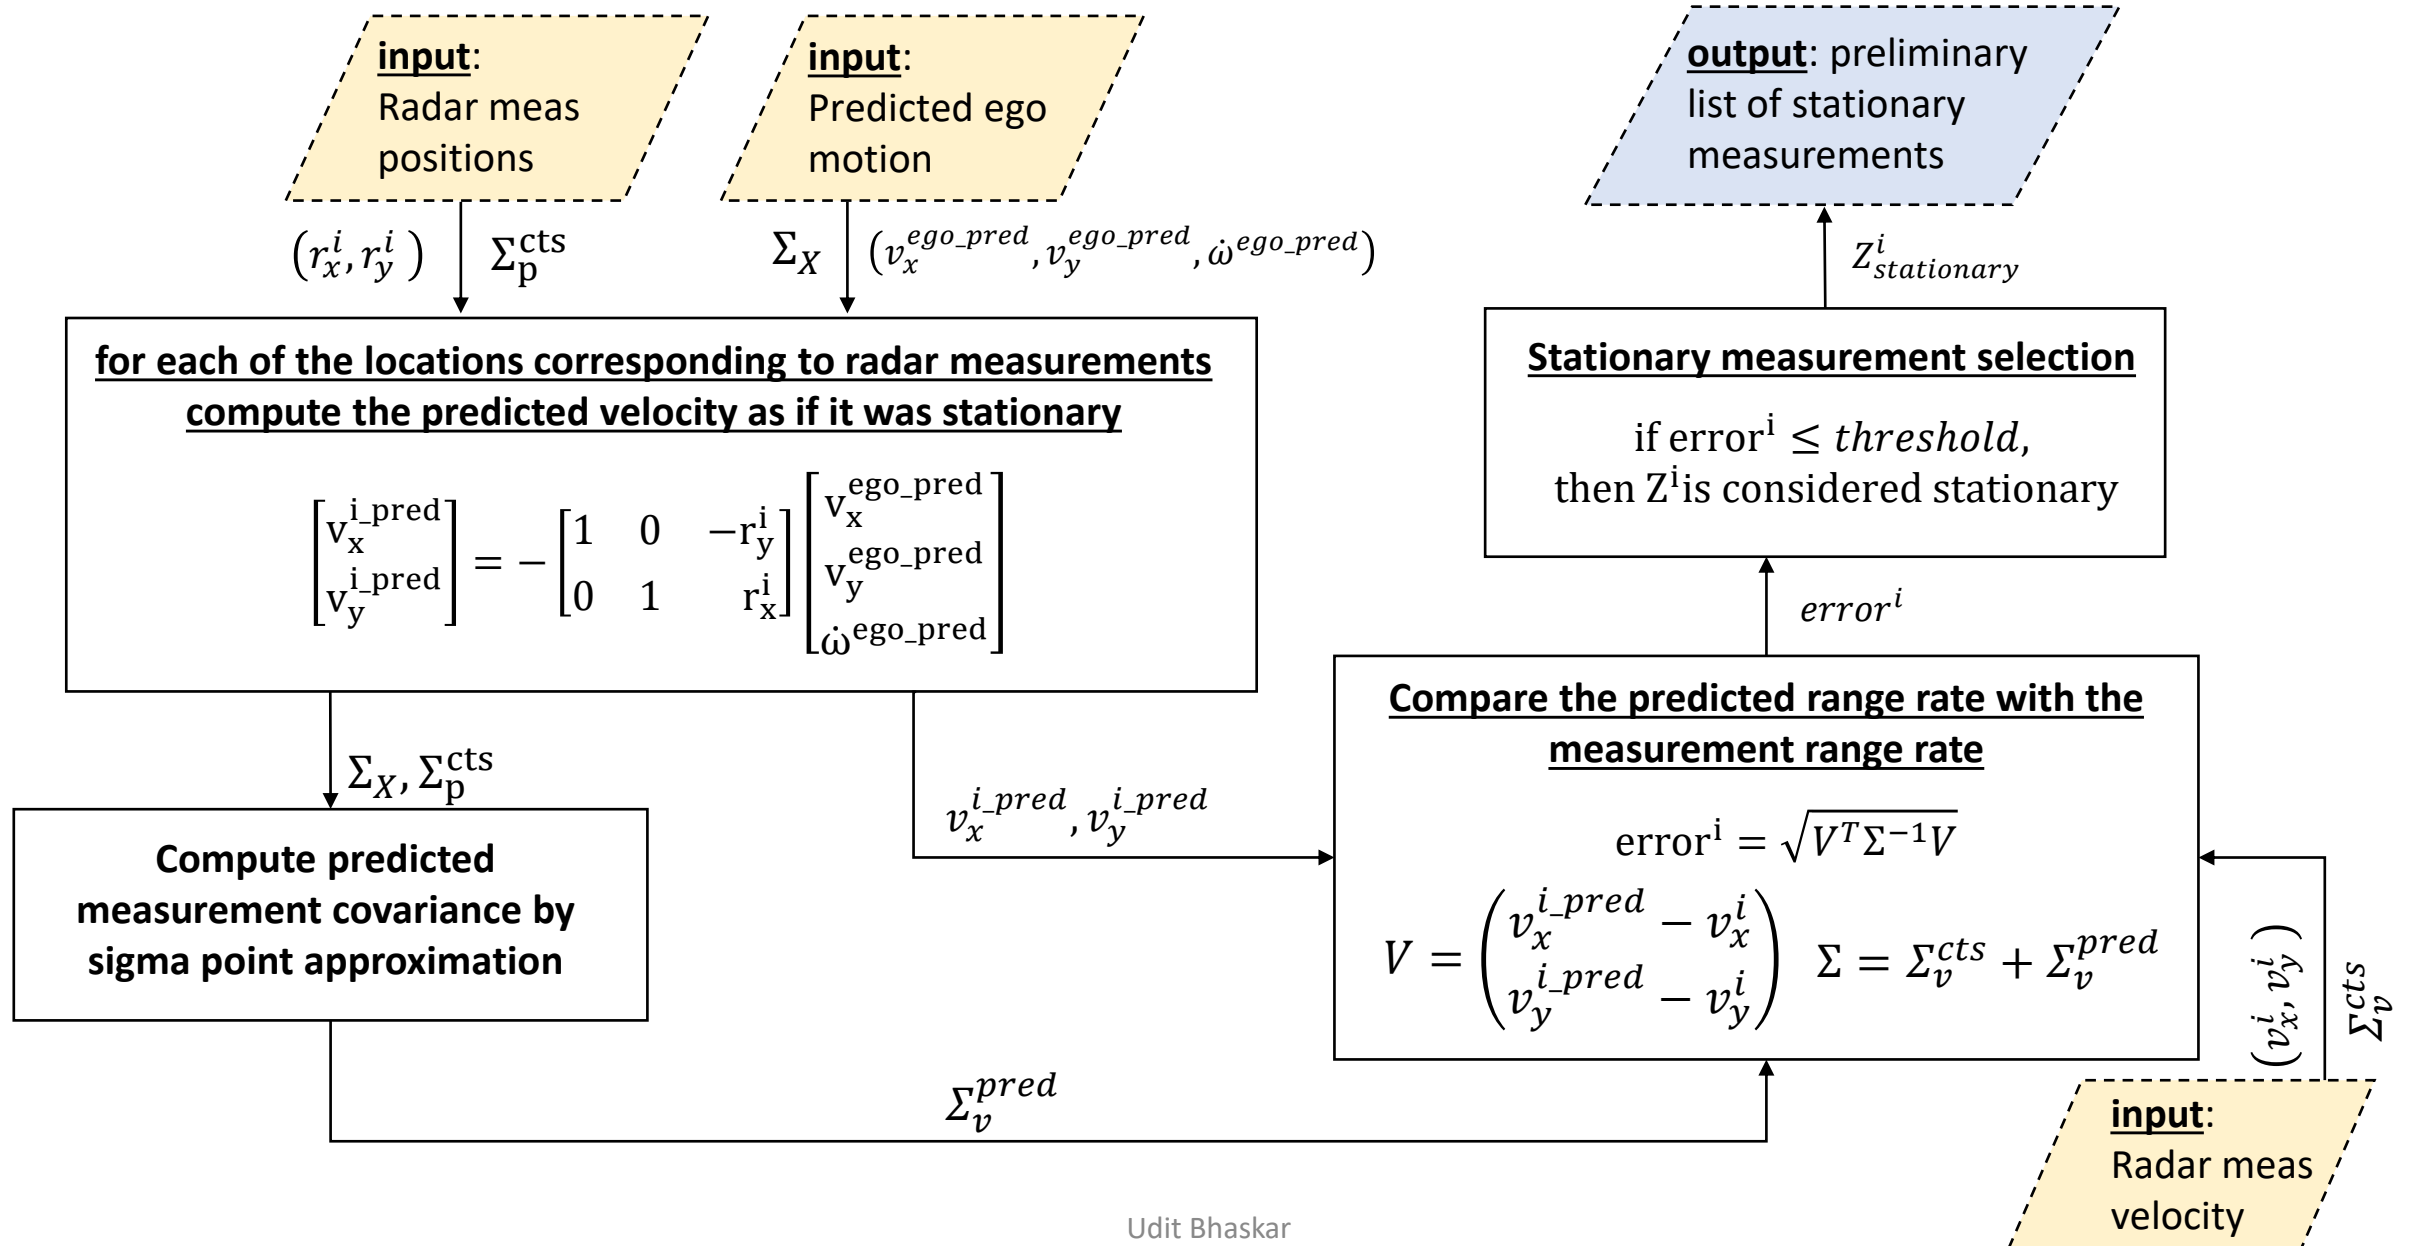 input:
Radar meas
positions
input:
Predicted ego
motion
output: preliminary
list of stationary
measurements
(r_x^i, r_y^i) Σ_p^cts
Σ_X (v_x^ego_pred, v_y^ego_pred, ω̇^ego_pred)
Z_stationary^i
for each of the locations corresponding to radar measurements
compute the predicted velocity as if it was stationary
[v_x^i_pred; v_y^i_pred] = − [1 0 −r_y^i; 0 1 r_x^i] [v_x^ego_pred; v_y^ego_pred; ω̇^ego_pred]
Stationary measurement selection
if error^i ≤ threshold,
then Z^i is considered stationary
error^i
Σ_X, Σ_p^cts
v_x^i_pred, v_y^i_pred
Compute predicted
measurement covariance by
sigma point approximation
Compare the predicted range rate with the
measurement range rate
error^i = √(V^T Σ^−1 V)
V = (v_x^i_pred − v_x^i; v_y^i_pred − v_y^i) Σ = Σ_v^cts + Σ_v^pred
(v_x^i, v_y^i)
Σ_v^cts
Σ_v^pred
input:
Radar meas
velocity
Udit Bhaskar